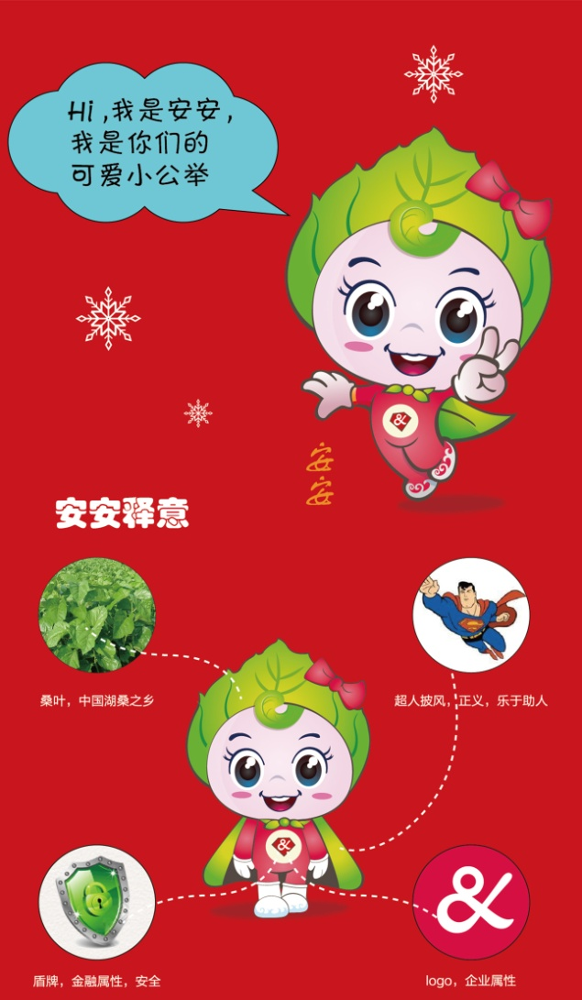 Hi ,我是安安，
我是你们的
可爱小公举
安安
安安释意
桑叶，中国湖桑之乡
超人披风，正义，乐于助人
&
盾牌，金融属性，安全
logo，企业属性